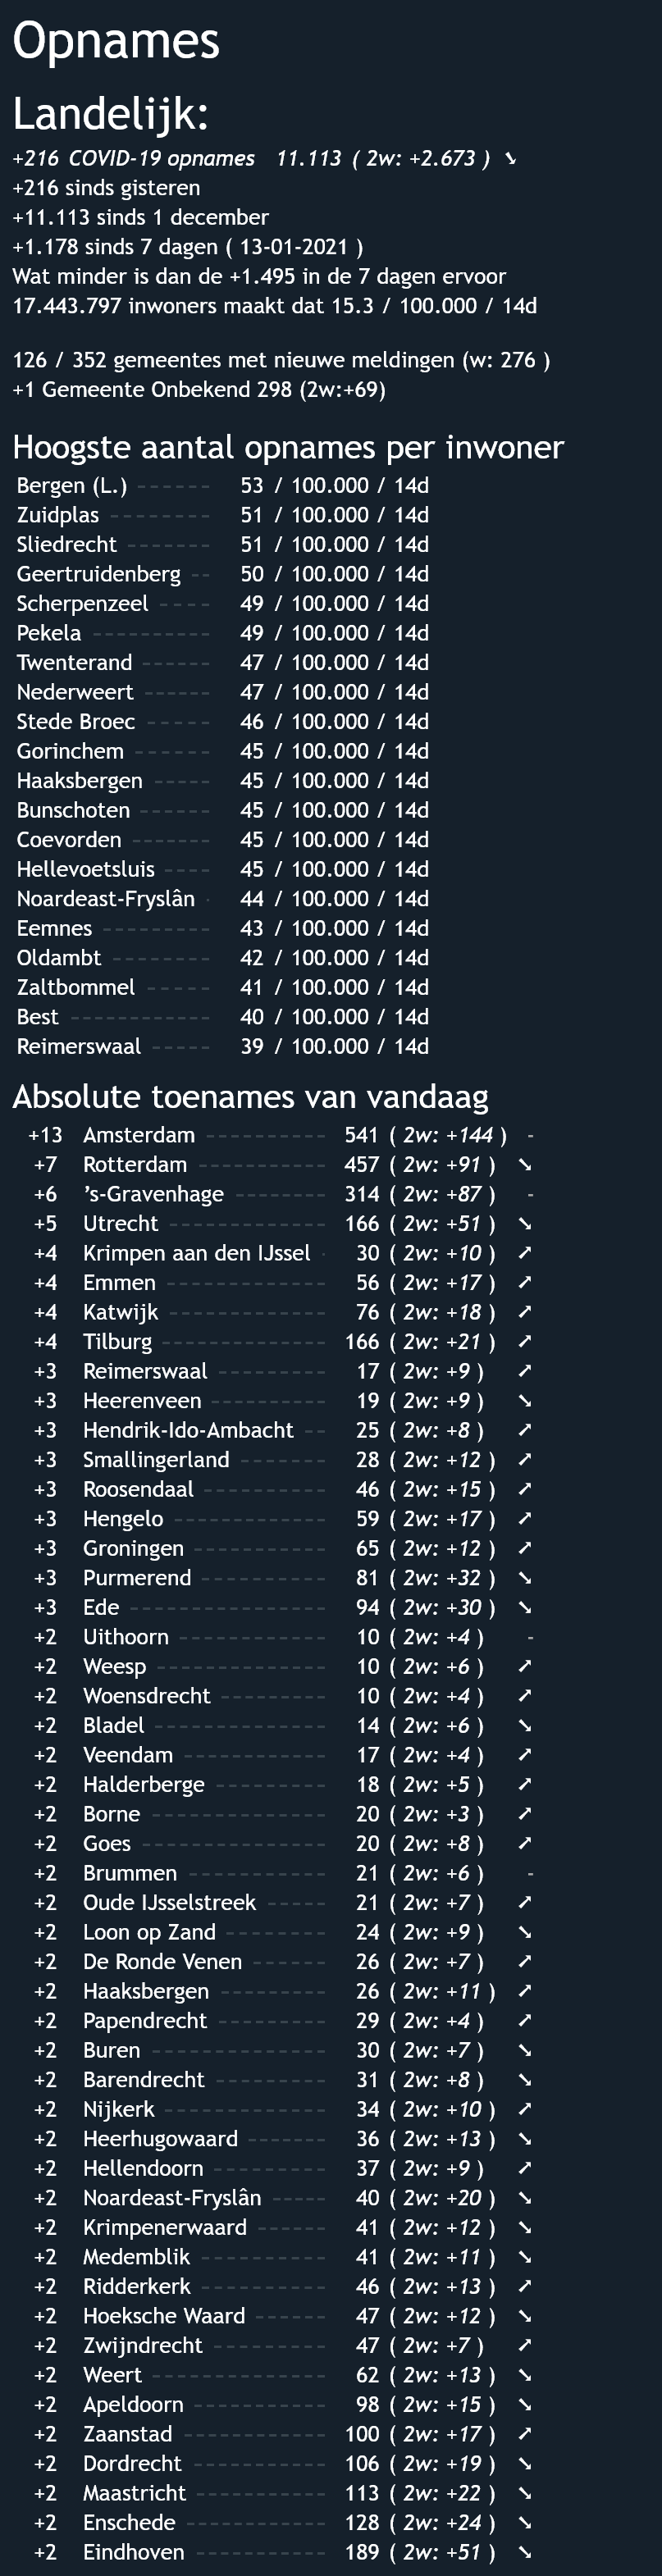 Opnames
Landelijk:
+216 COVID-19 opnames 11.113 ( 2w: +2.673 ) ➘
+216 sinds gisteren
+11.113 sinds 1 december
+1.178 sinds 7 dagen ( 13-01-2021 )
Wat minder is dan de +1.495 in de 7 dagen ervoor
17.443.797 inwoners maakt dat 15.3 / 100.000 / 14d
126 / 352 gemeentes met nieuwe meldingen (w: 276 )
+1 Gemeente Onbekend 298 (2w:+69)
Hoogste aantal opnames per inwoner
Bergen (L.) ------ 53 / 100.000 / 14d
Zuidplas -------- 51 / 100.000 / 14d
Sliedrecht ------- 51 / 100.000 / 14d
Geertruidenberg -- 50 / 100.000 / 14d
Scherpenzeel ---- 49 / 100.000 / 14d
Pekela ---------- 49 / 100.000 / 14d
Twenterand ------ 47 / 100.000 / 14d
Nederweert ------ 47 / 100.000 / 14d
Stede Broec ----- 46 / 100.000 / 14d
Gorinchem ------ 45 / 100.000 / 14d
Haaksbergen ----- 45 / 100.000 / 14d
Bunschoten ------ 45 / 100.000 / 14d
Coevorden ------- 45 / 100.000 / 14d
Hellevoetsluis ---- 45 / 100.000 / 14d
Noardeast-Fryslân - 44 / 100.000 / 14d
Eemnes --------- 43 / 100.000 / 14d
Oldambt -------- 42 / 100.000 / 14d
Zaltbommel ----- 41 / 100.000 / 14d
Best ------------ 40 / 100.000 / 14d
Reimerswaal ----- 39 / 100.000 / 14d
Absolute toenames van vandaag
+13 Amsterdam ---------- 541 ( 2w: +144 ) -
+7 Rotterdam ----------- 457 ( 2w: +91 ) ➘
+6 's-Gravenhage -------- 314 ( 2w: +87 ) -
+5 Utrecht -------------- 166 ( 2w: +51 ) ➘
+4 Krimpen aan den IJssel - 30 ( 2w: +10 ) ➚
+4 Emmen -------------- 56 ( 2w: +17 ) ➚
+4 Katwijk -------------- 76 ( 2w: +18 ) ➚
+4 Tilburg -------------- 166 ( 2w: +21 ) ➚
+3 Reimerswaal --------- 17 ( 2w: +9 ) ➚
+3 Heerenveen ---------- 19 ( 2w: +9 ) ➘
+3 Hendrik-Ido-Ambacht -- 25 ( 2w: +8 ) ➚
+3 Smallingerland ------- 28 ( 2w: +12 ) ➚
+3 Roosendaal ---------- 46 ( 2w: +15 ) ➚
+3 Hengelo ------------- 59 ( 2w: +17 ) ➚
+3 Groningen ----------- 65 ( 2w: +12 ) ➚
+3 Purmerend ---------- 81 ( 2w: +32 ) ➘
+3 Ede ---------------- 94 ( 2w: +30 ) ➘
+2 Uithoorn ------------ 10 ( 2w: +4 ) -
+2 Weesp -------------- 10 ( 2w: +6 ) ➚
+2 Woensdrecht --------- 10 ( 2w: +4 ) ➚
+2 Bladel -------------- 14 ( 2w: +6 ) ➘
+2 Veendam ------------ 17 ( 2w: +4 ) ➚
+2 Halderberge --------- 18 ( 2w: +5 ) ➚
+2 Borne -------------- 20 ( 2w: +3 ) ➚
+2 Goes --------------- 20 ( 2w: +8 ) ➚
+2 Brummen ----------- 21 ( 2w: +6 ) -
+2 Oude IJsselstreek ----- 21 ( 2w: +7 ) ➚
+2 Loon op Zand -------- 24 ( 2w: +9 ) ➘
+2 De Ronde Venen ------ 26 ( 2w: +7 ) ➚
+2 Haaksbergen --------- 26 ( 2w: +11 ) ➚
+2 Papendrecht --------- 29 ( 2w: +4 ) ➚
+2 Buren -------------- 30 ( 2w: +7 ) ➘
+2 Barendrecht --------- 31 ( 2w: +8 ) ➘
+2 Nijkerk ------------- 34 ( 2w: +10 ) ➚
+2 Heerhugowaard ------- 36 ( 2w: +13 ) ➘
+2 Hellendoorn ---------- 37 ( 2w: +9 ) ➚
+2 Noardeast-Fryslân ----- 40 ( 2w: +20 ) ➘
+2 Krimpenerwaard ------ 41 ( 2w: +12 ) ➘
+2 Medemblik ---------- 41 ( 2w: +11 ) ➘
+2 Ridderkerk ---------- 46 ( 2w: +13 ) ➚
+2 Hoeksche Waard ------ 47 ( 2w: +12 ) ➘
+2 Zwijndrecht ---------- 47 ( 2w: +7 ) ➚
+2 Weert -------------- 62 ( 2w: +13 ) ➘
+2 Apeldoorn ----------- 98 ( 2w: +15 ) ➘
+2 Zaanstad ------------ 100 ( 2w: +17 ) ➚
+2 Dordrecht ----------- 106 ( 2w: +19 ) ➘
+2 Maastricht ----------- 113 ( 2w: +22 ) ➘
+2 Enschede ------------ 128 ( 2w: +24 ) ➘
+2 Eindhoven ----------- 189 ( 2w: +51 ) ➘